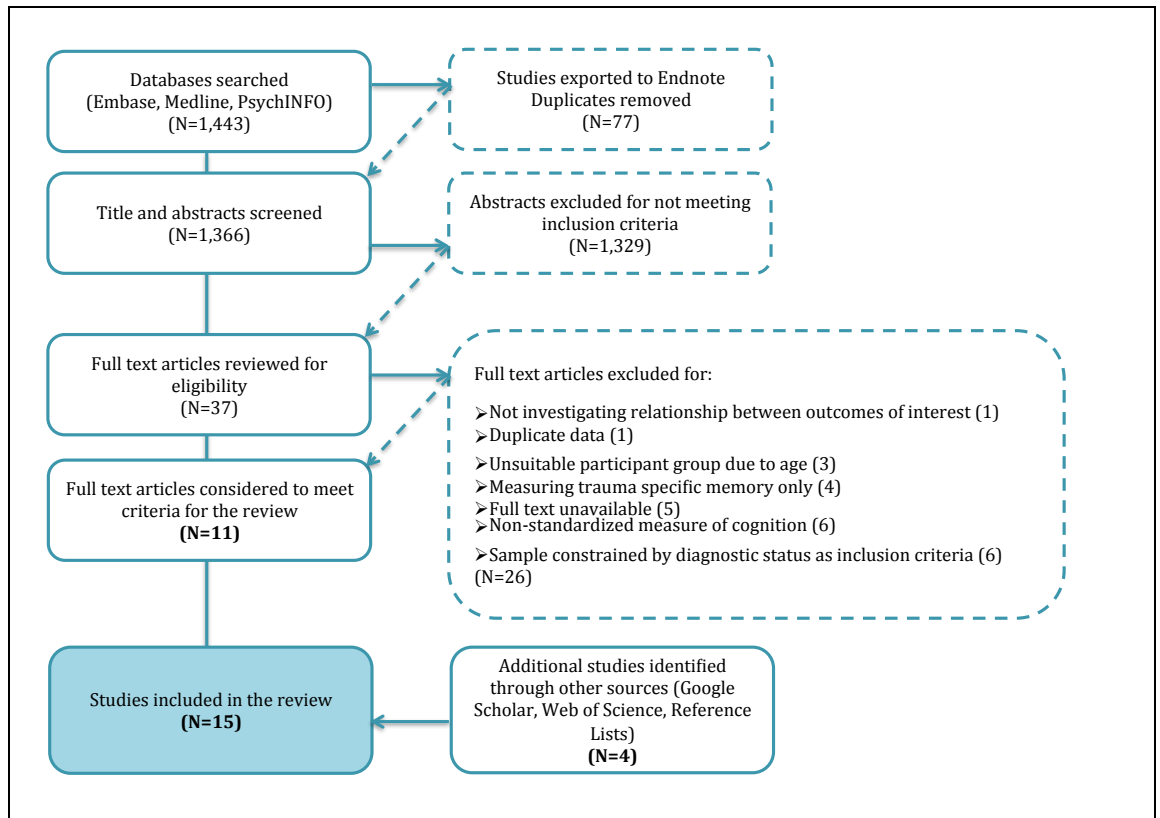 Databases searched
(Embase, Medline, PsychINFO)
(N=1,443)
Studies exported to Endnote
Duplicates removed
(N=77)
Title and abstracts screened
(N=1,366)
Abstracts excluded for not meeting
inclusion criteria
(N=1,329)
Full text articles reviewed for
eligibility
(N=37)
Full text articles excluded for:
➢Not investigating relationship between outcomes of interest (1)
➢Duplicate data (1)
➢Unsuitable participant group due to age (3)
➢Measuring trauma specific memory only (4)
➢Full text unavailable (5)
➢Non-standardized measure of cognition (6)
➢Sample constrained by diagnostic status as inclusion criteria (6)
(N=26)
Full text articles considered to meet
criteria for the review
(N=11)
Studies included in the review
(N=15)
Additional studies identified
through other sources (Google
Scholar, Web of Science, Reference
Lists)
(N=4)